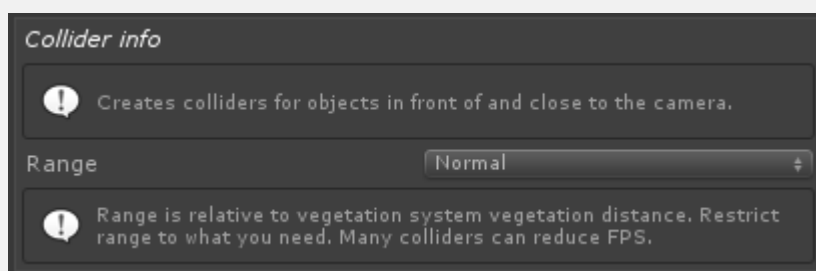 Collider info
Creates colliders for objects in front of and close to the camera.
Range
Normal
Range is relative to vegetation system vegetation distance. Restrict
range to what you need. Many colliders can reduce FPS.